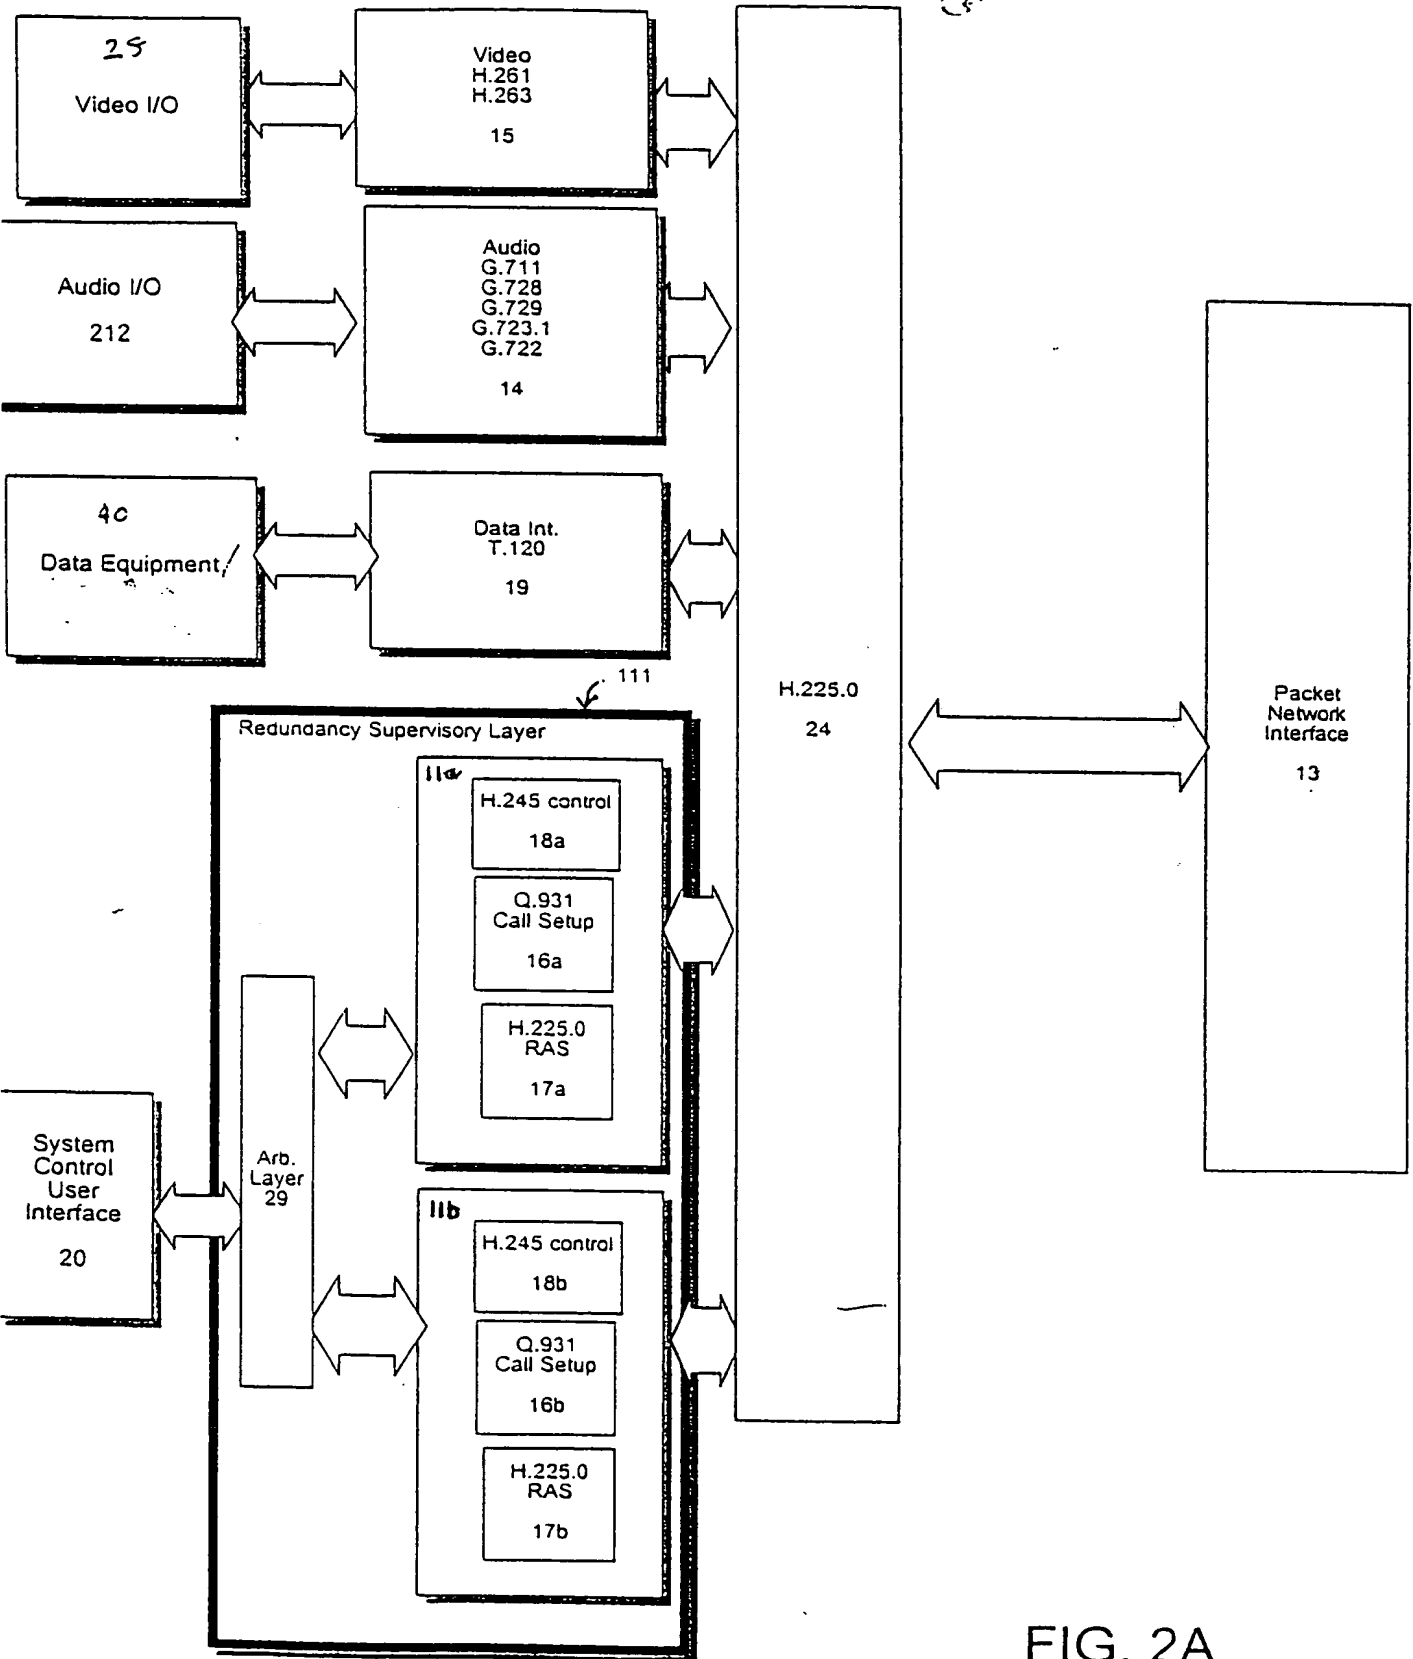 25
Video I/O
Video
H.261
H.263
15
Audio I/O
212
Audio
G.711
G.728
G.729
G.723.1
G.722
14
40
Data Equipment
Data Int.
T.120
19
111
Redundancy Supervisory Layer
11a
H.245 control
18a
Q.931
Call Setup
16a
H.225.0
RAS
17a
Arb.
Layer
29
System
Control
User
Interface
20
11b
H.245 control
18b
Q.931
Call Setup
16b
H.225.0
RAS
17b
H.225.0
24
Packet
Network
Interface
13
FIG. 2A